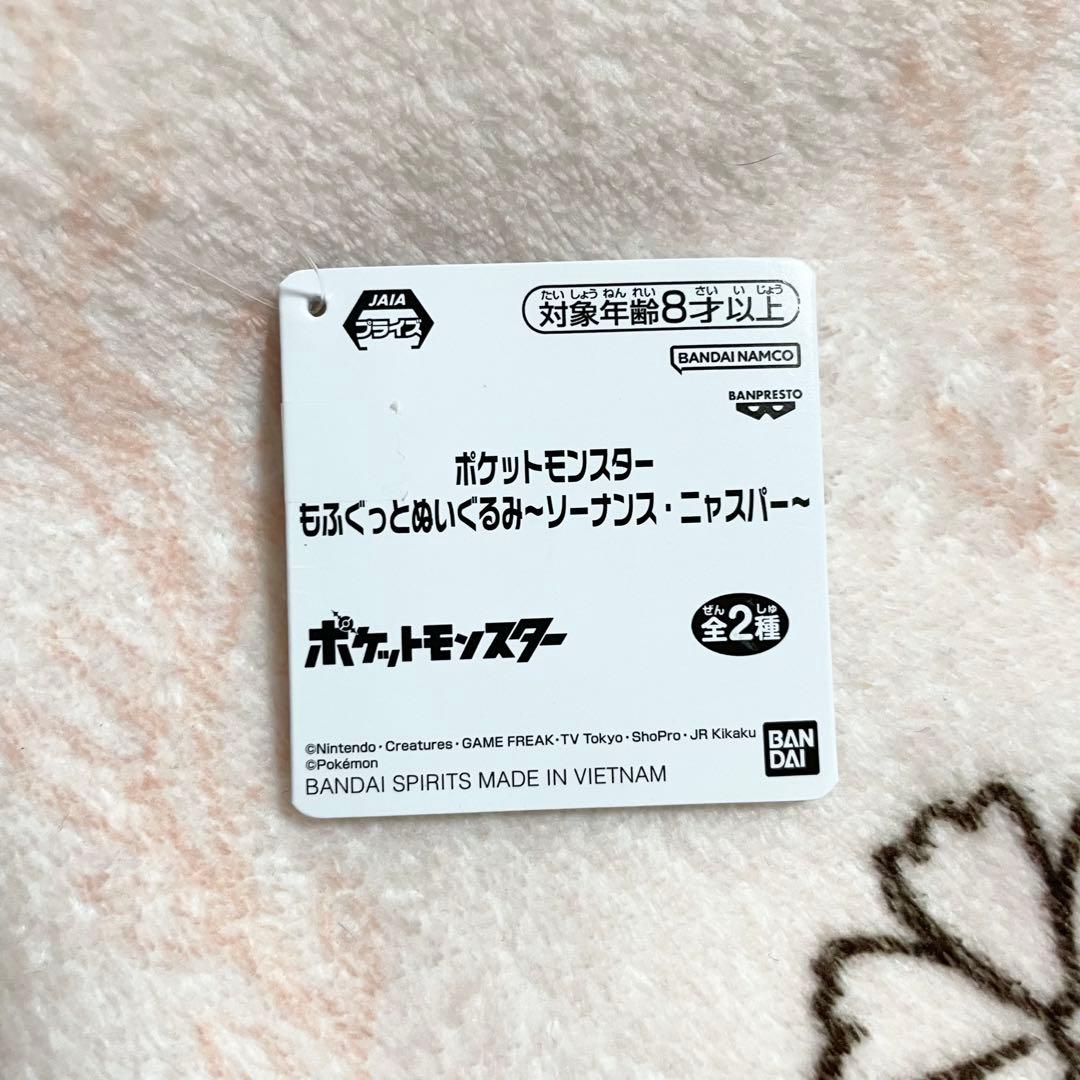 JAIA
プライズ
たいしょうねんれい さいいじょう
対象年齢8才以上
BANDAI NAMCO
BANPRESTO
ポケットモンスター
もふぐっとぬいぐるみ~ソーナンス・ニャスパー~
ポケットモンスター
ぜん しゅ
全2種
©Nintendo・Creatures・GAME FREAK・TV Tokyo・ShoPro・JR Kikaku
©Pokémon
BANDAI SPIRITS MADE IN VIETNAM
BAN
DAI